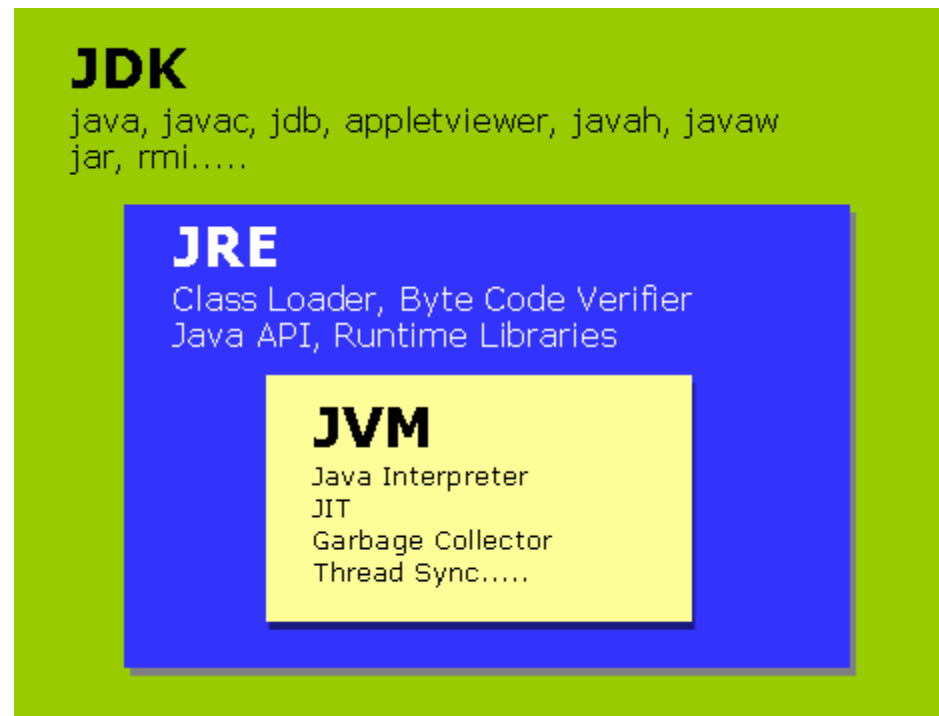 JDK
java, javac, jdb, appletviewer, javah, javaw
jar, rmi.....
JRE
Class Loader, Byte Code Verifier
Java API, Runtime Libraries
JVM
Java Interpreter
JIT
Garbage Collector
Thread Sync.....